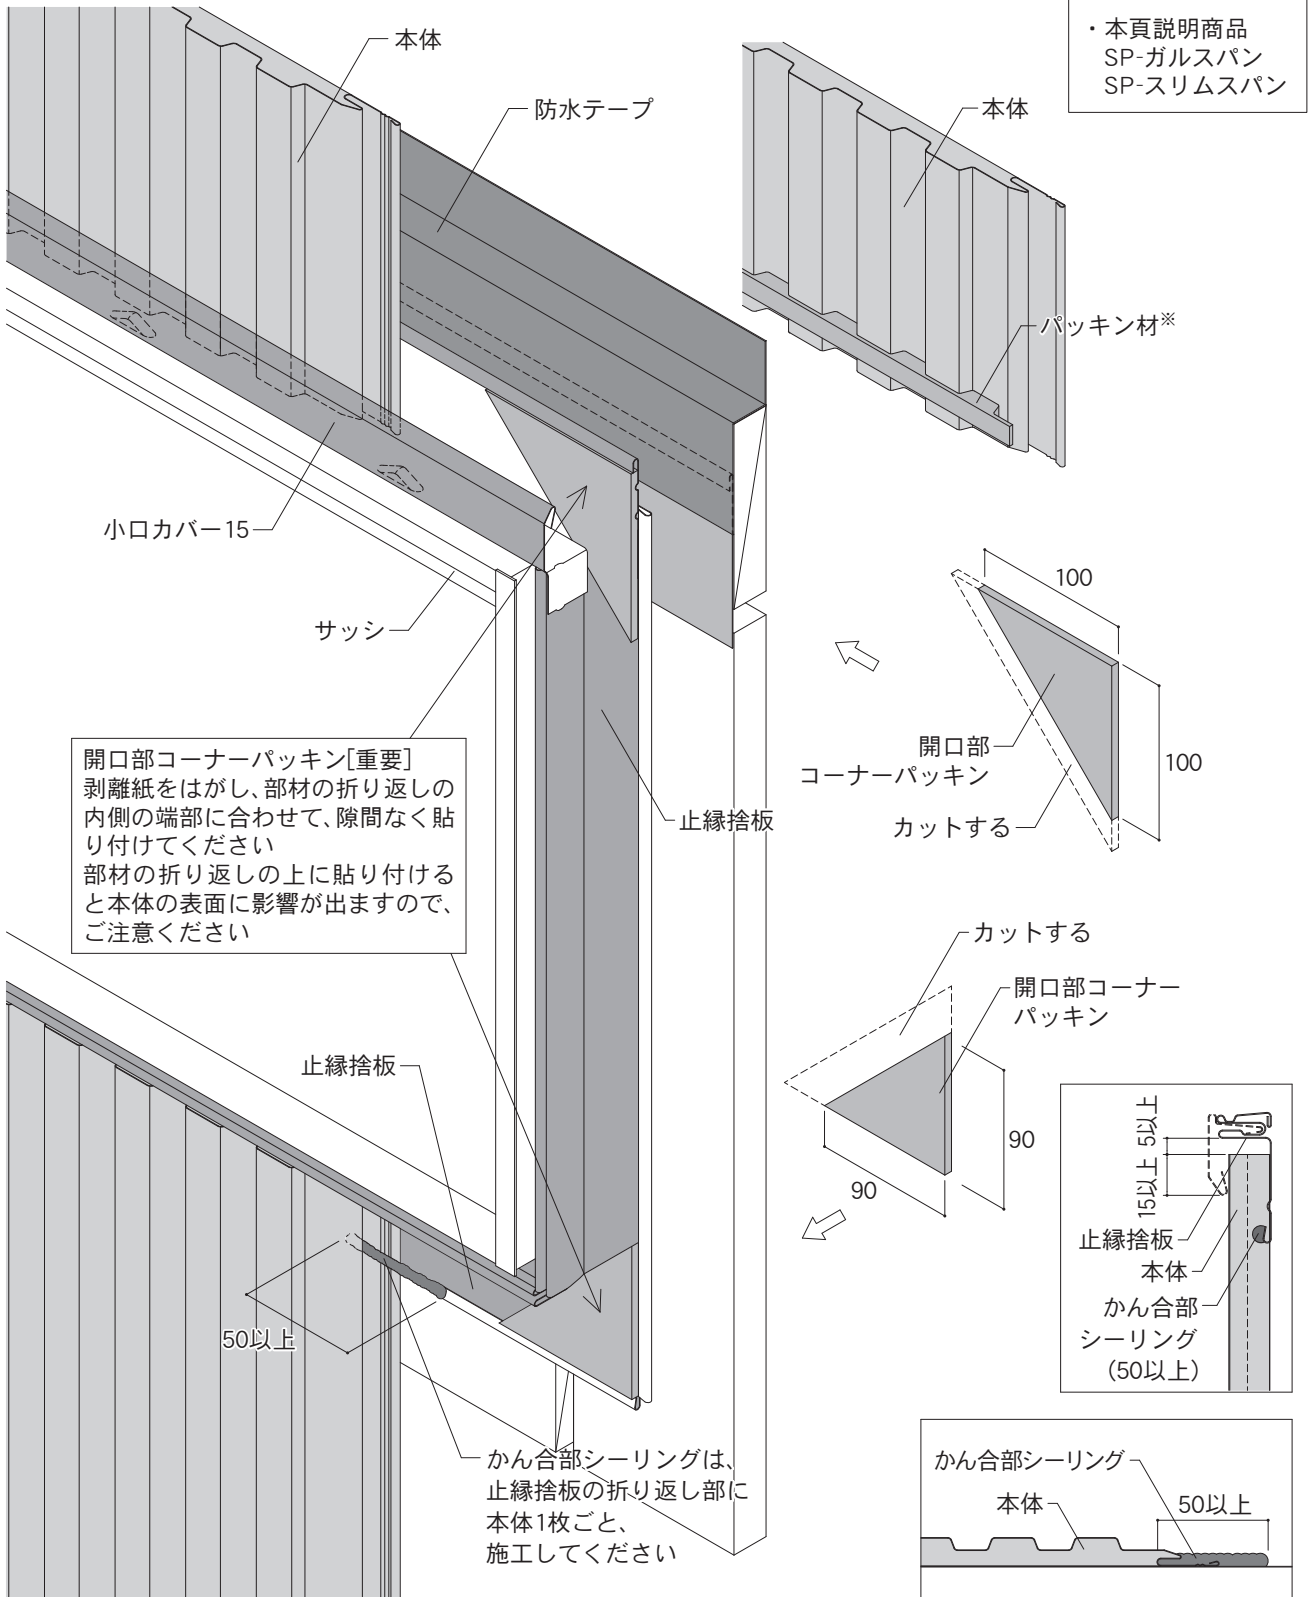 ・本頁説明商品
SP-ガルスパン
SP-スリムスパン
本体
防水テープ
本体
パッキン材※
小口カバー15
サッシ
100
100
開口部
コーナーパッキン
カットする
開口部コーナーパッキン[重要]
剥離紙をはがし、部材の折り返しの
内側の端部に合わせて、隙間なく貼
り付けてください
部材の折り返しの上に貼り付ける
と本体の表面に影響が出ますので、
ご注意ください
止縁捨板
カットする
開口部コーナー
パッキン
90
90
止縁捨板
50以上
かん合部シーリングは、
止縁捨板の折り返し部に
本体1枚ごと、
施工してください
5以上
15以上
止縁捨板
本体
かん合部
シーリング
（50以上）
かん合部シーリング
本体
50以上